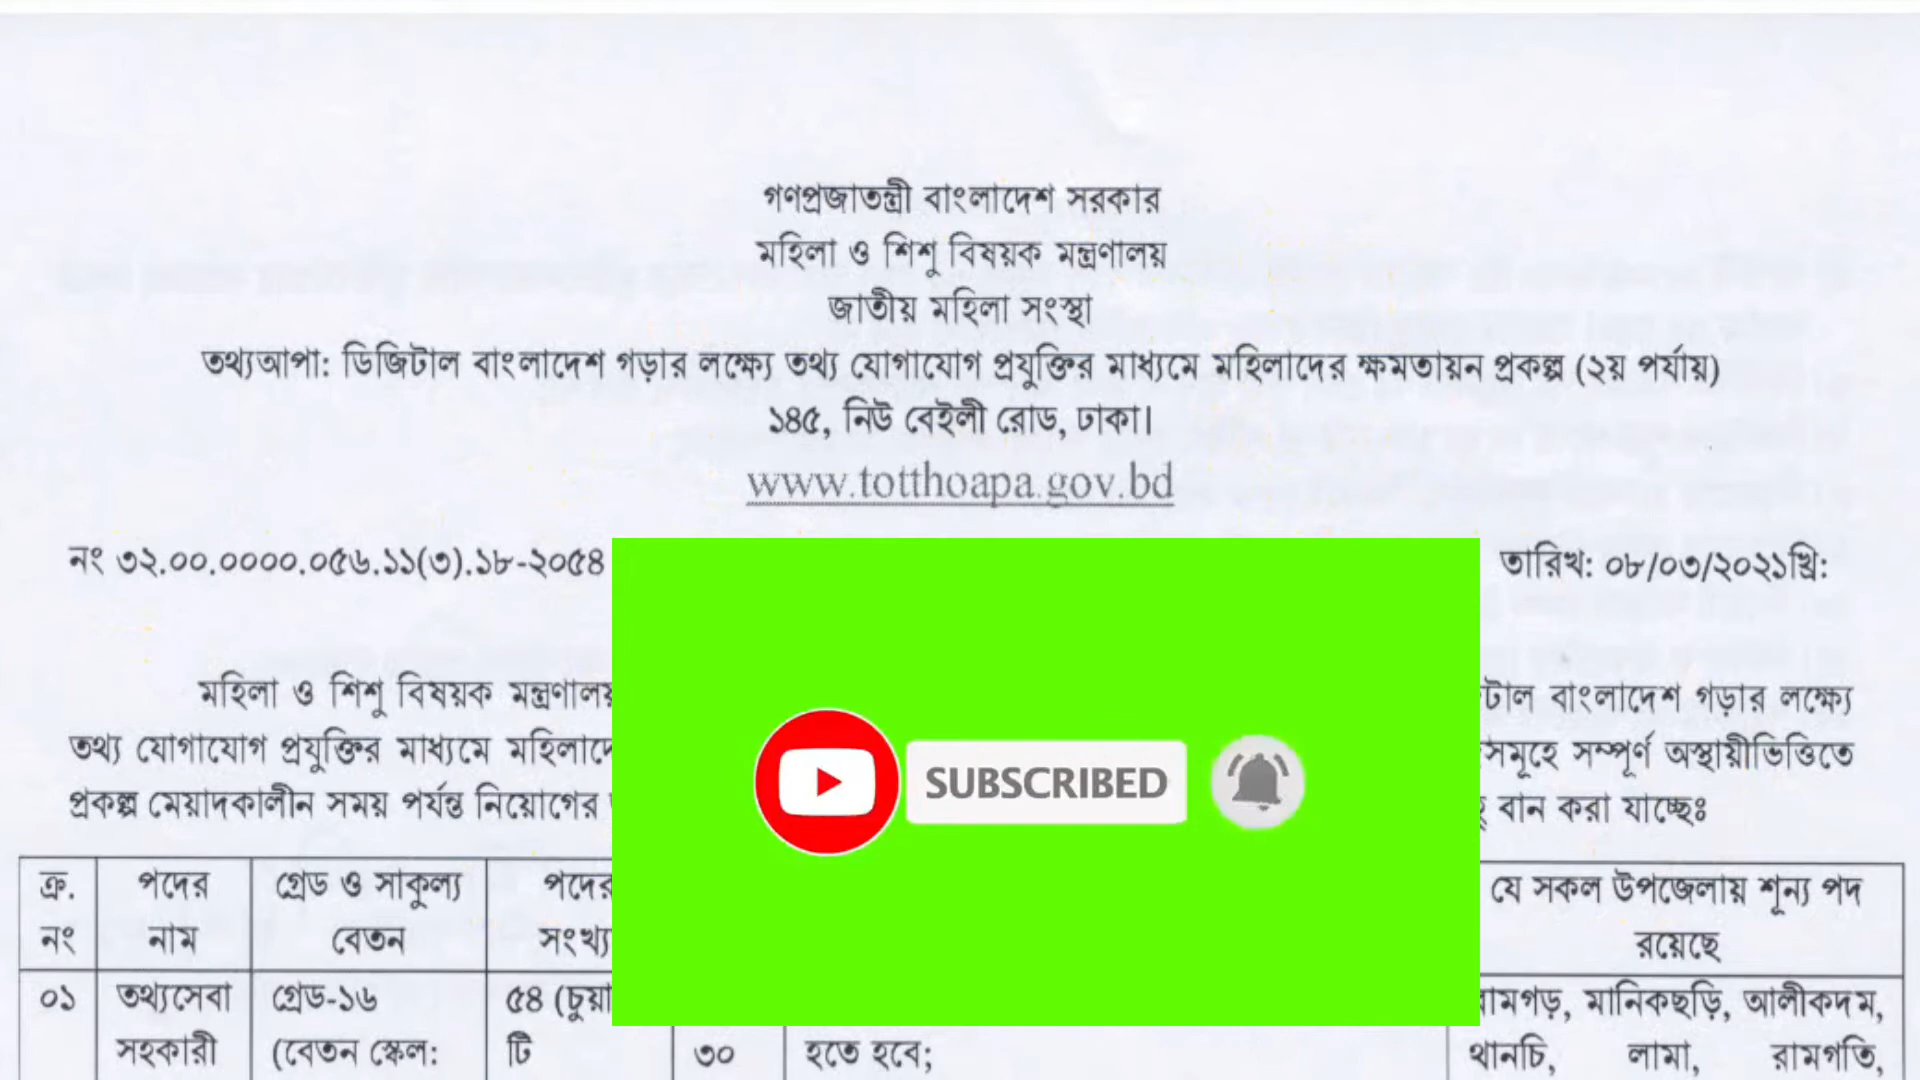 গণপ্রজাতন্ত্রী বাংলাদেশ সরকার
মহিলা ও শিশু বিষয়ক মন্ত্রণালয়
জাতীয় মহিলা সংস্থা
তথ্যআপা: ডিজিটাল বাংলাদেশ গড়ার লক্ষ্যে তথ্য যোগাযোগ প্রযুক্তির মাধ্যমে মহিলাদের ক্ষমতায়ন প্রকল্প (২য় পর্যায়)
১৪৫, নিউ বেইলী রোড, ঢাকা।
www.totthoapa.gov.bd
নং ৩২.০০.০০০০.০৫৬.১১(৩).১৮-২০৫৪ তারিখ: ০৮/০৩/২০২১খ্রি:
মহিলা ও শিশু বিষয়ক মন্ত্রণালয় বাংলাদেশ গড়ার লক্ষ্যে
তথ্য যোগাযোগ প্রযুক্তির মাধ্যমে সম্পূর্ণ অস্থায়ীভিত্তিতে
প্রকল্প মেয়াদকালীন সময় পর্যন্ত নিয়োগের বান করা যাচ্ছেঃ
SUBSCRIBED
ক্র. পদের গ্রেড ও সাকুল্য পদের যে সকল উপজেলায় শূন্য পদ
নং নাম বেতন সংখ্যা রয়েছে
০১ তথ্যসেবা গ্রেড-১৬ ৫৪ মানিকছড়ি, আলীকদম,
সহকারী (বেতন স্কেল: টি ৩০ হতে হবে; থানচি, লামা, রামগতি,